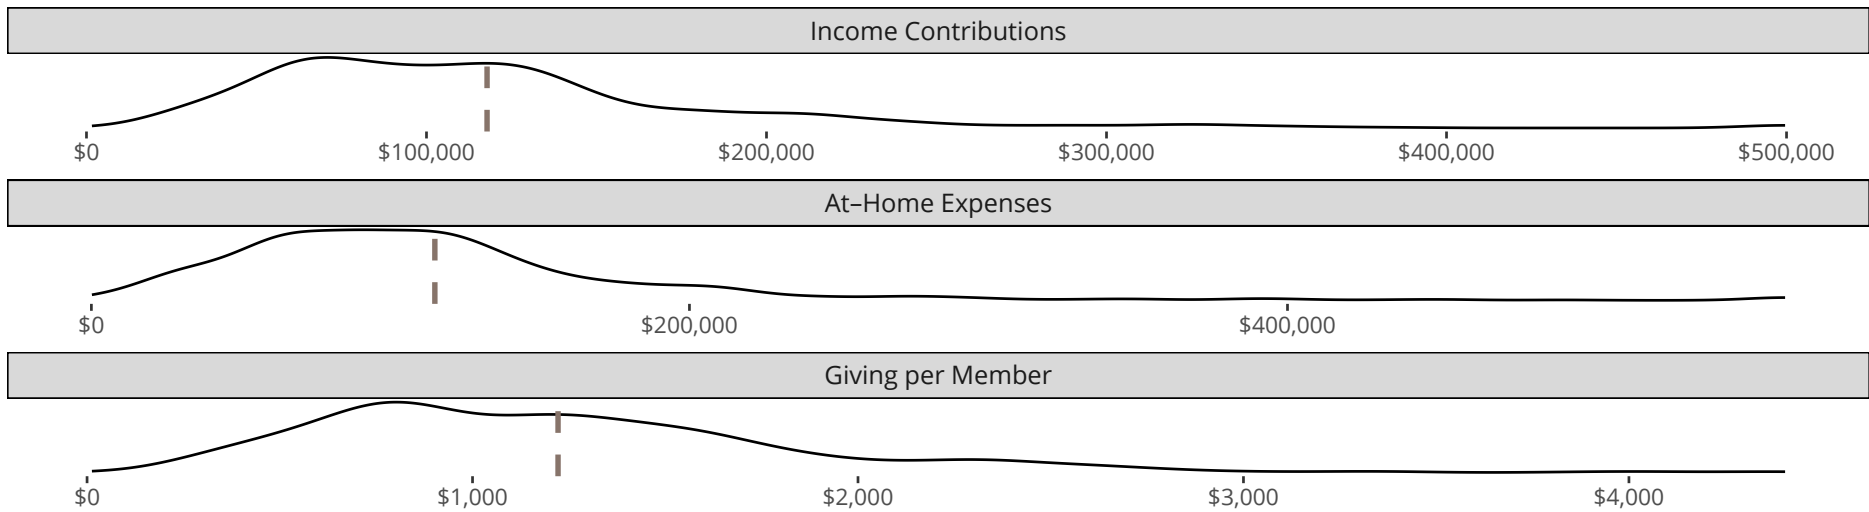 Income Contributions
$0 $100,000 $200,000 $300,000 $400,000 $500,000
At–Home Expenses
$0 $200,000 $400,000
Giving per Member
$0 $1,000 $2,000 $3,000 $4,000